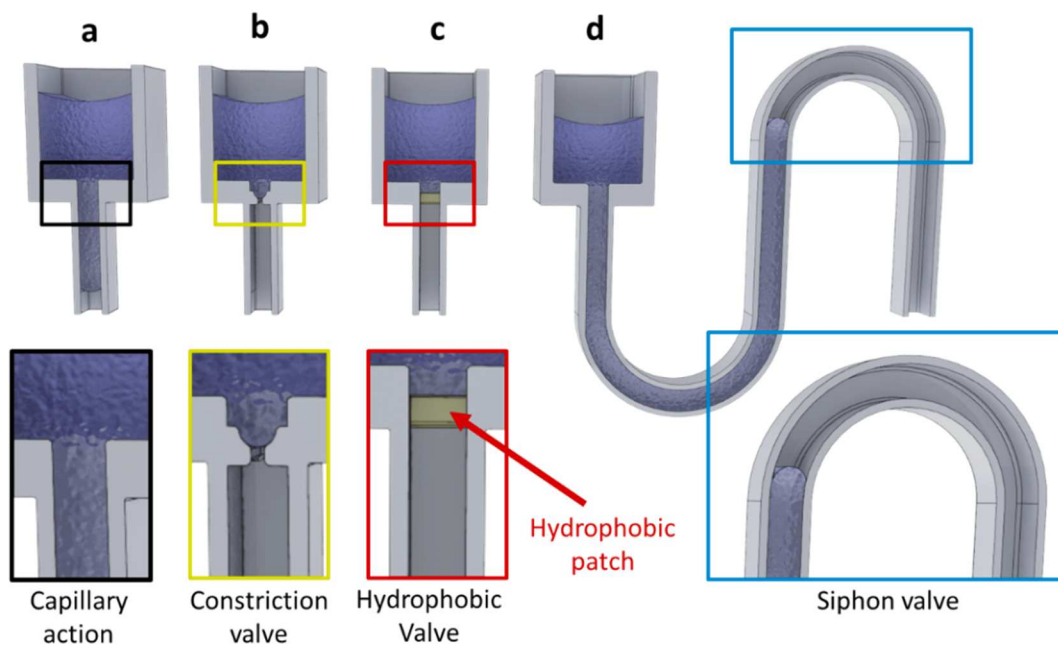 a
b
c
d
Hydrophobic
patch
Capillary
action
Constriction
valve
Hydrophobic
Valve
Siphon valve